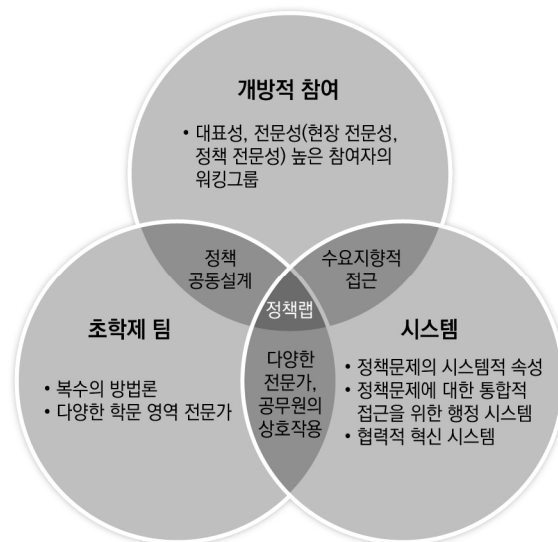 개방적 참여
• 대표성, 전문성(현장 전문성,
정책 전문성) 높은 참여자의
워킹그룹
정책
공동설계
수요지향적
접근
정책랩
초학제 팀
• 복수의 방법론
• 다양한 학문 영역 전문가
다양한
전문가,
공무원의
상호작용
시스템
• 정책문제의 시스템적 속성
• 정책문제에 대한 통합적
접근을 위한 행정 시스템
• 협력적 혁신 시스템